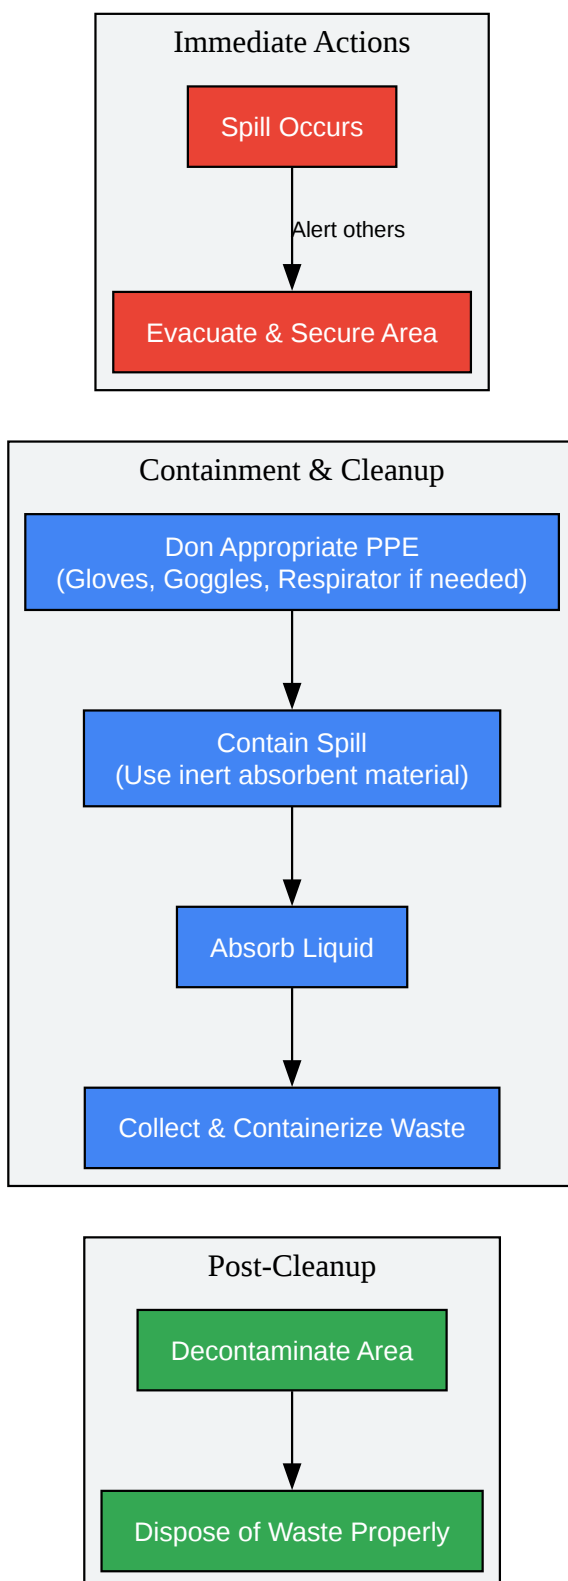 Immediate Actions
Spill Occurs
Alert others
Evacuate & Secure Area
Containment & Cleanup
Don Appropriate PPE
(Gloves, Goggles, Respirator if needed)
Contain Spill
(Use inert absorbent material)
Absorb Liquid
Collect & Containerize Waste
Post-Cleanup
Decontaminate Area
Dispose of Waste Properly